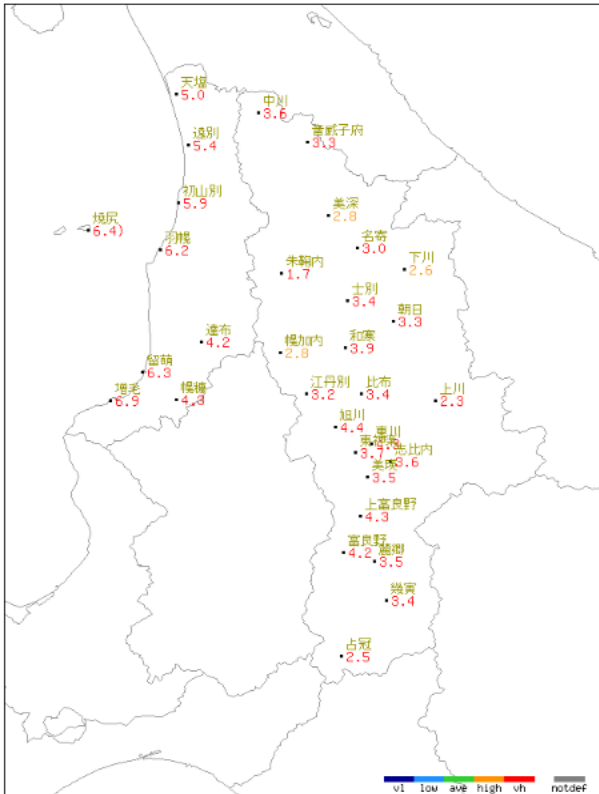 天塩
5.0
中川
3.6
音威子府
3.3
遠別
5.4
初山別
5.9
美深
2.8
焼尻
6.4)
羽幌
6.2
名寄
3.0
下川
2.6
朱鞠内
1.7
士別
3.4
朝日
3.3
達布
4.2
幌加内
2.8
和寒
3.9
留萌
6.3
増毛
6.9
幌糠
4.3
江丹別
3.2
比布
3.4
上川
2.3
旭川
4.4
東川
東神楽
3.7
志比内
3.6
美瑛
3.5
上富良野
4.3
富良野
4.2
麓郷
3.5
幾寅
3.4
占冠
2.5
vl low ave high vh notdef